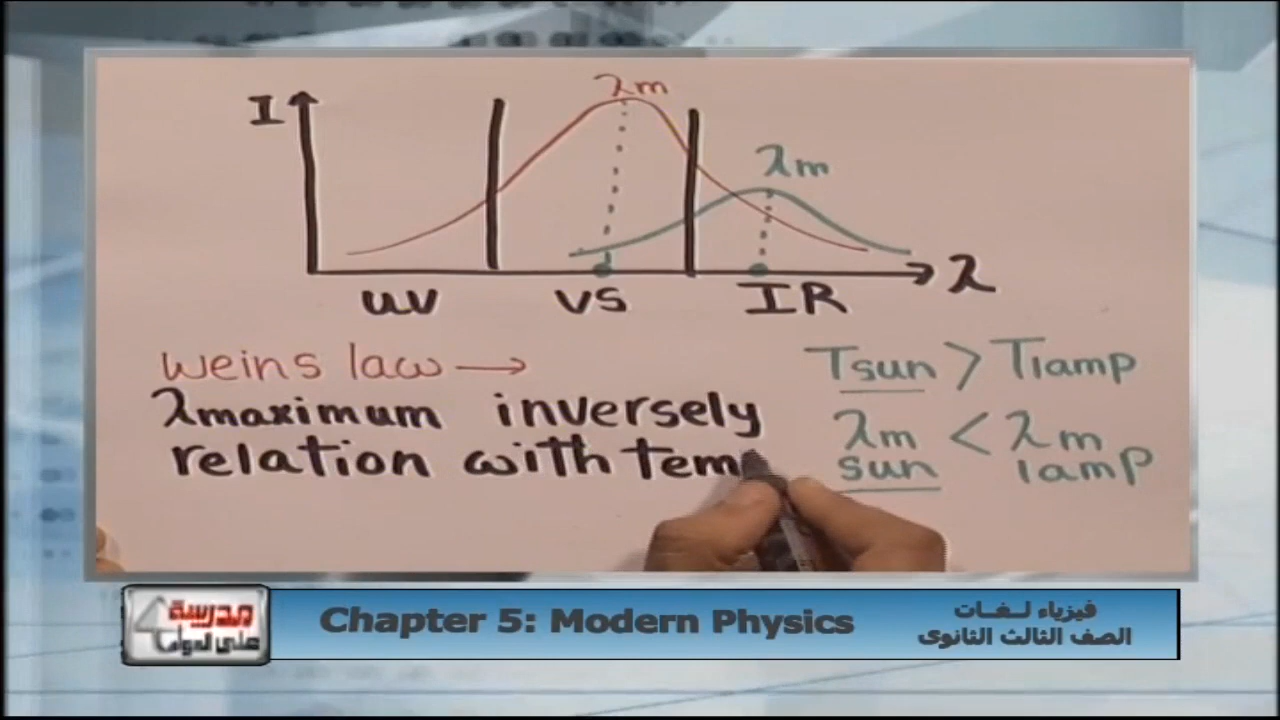 λm
I
λm
λ
uv
vs
IR
weins law →
λmaximum inversely
relation with tem
Tsun > Tlamp
λm < λm
sun lamp
مدرسة
على الهواء
4
Chapter 5: Modern Physics
فيزياء لغات
الصف الثالث الثانوى